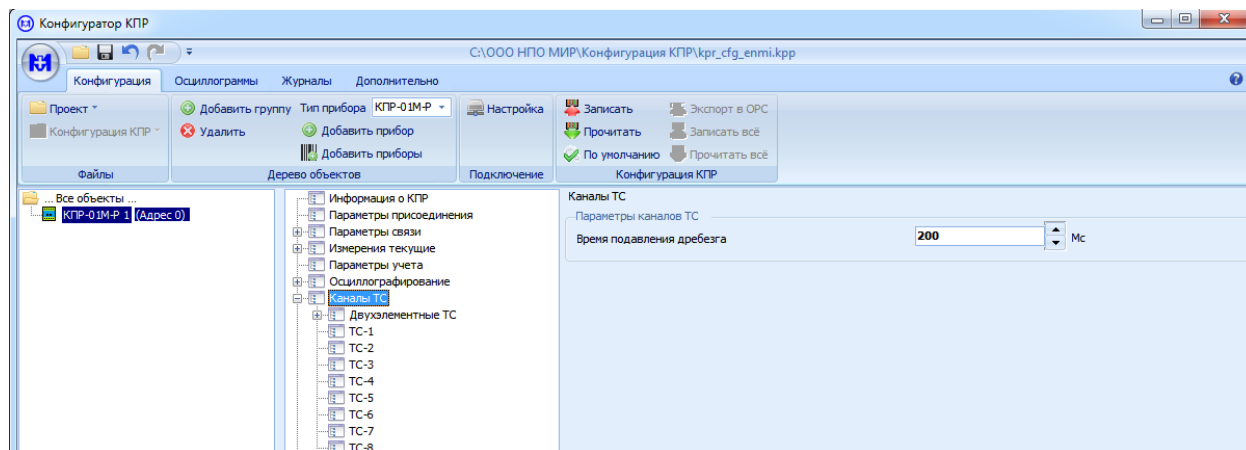 Конфигуратор КПР
C:\ООО НПО МИР\Конфигурация КПР\kpr_cfg_enmi.kpp
Конфигурация Осциллограммы Журналы Дополнительно
Проект Добавить группу Тип прибора КПР-01М-Р Настройка Записать Экспорт в OPC
Конфигурация КПР Удалить Добавить прибор Прочитать Записать всё
Добавить приборы По умолчанию Прочитать всё
Файлы Дерево объектов Подключение Конфигурация КПР
... Все объекты ...
КПР-01М-Р 1 (Адрес 0)
Информация о КПР
Параметры присоединения
Параметры связи
Измерения текущие
Параметры учета
Осциллографирование
Каналы ТС
Двухэлементные ТС
ТС-1
ТС-2
ТС-3
ТС-4
ТС-5
ТС-6
ТС-7
ТС-8
Каналы ТС
Параметры каналов ТС
Время подавления дребезга 200 Мс